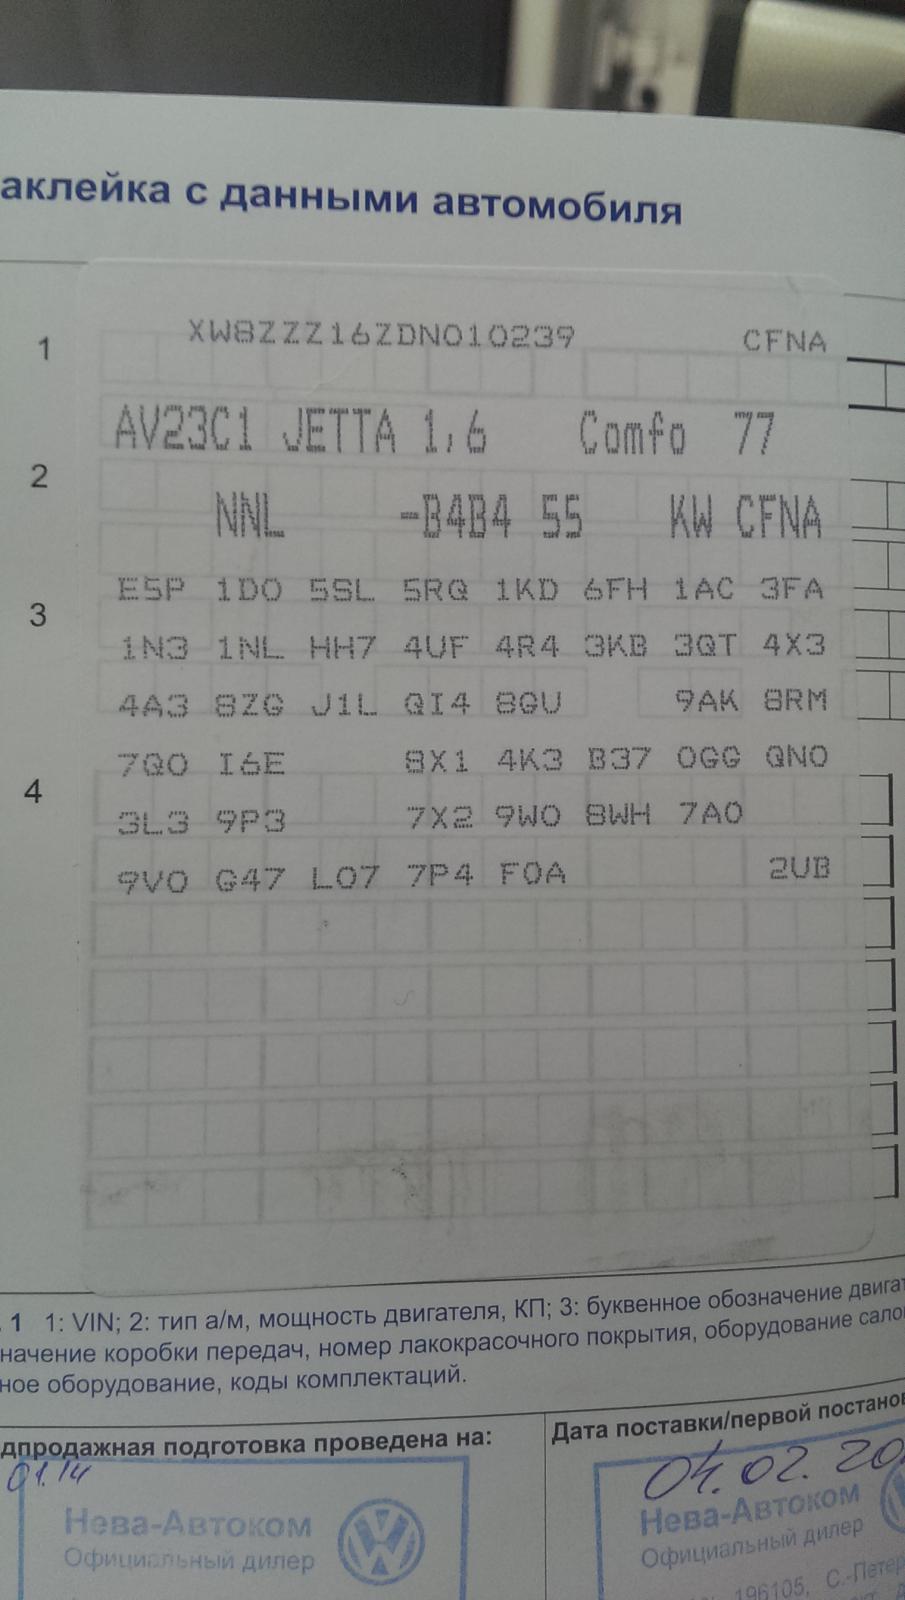 аклейка с данными автомобиля
1 XW8ZZZ16ZDN010239 CFNA
AV23C1 JETTA 1,6 Comfo 77
2 NNL -B4B4 55 KW CFNA
E5P 1D0 5SL 5RQ 1KD 6FH 1AC 3FA
3 1N3 1NL HH7 4UF 4R4 3KB 3QT 4X3
4A3 8ZG J1L QI4 8GU 9AK 8RM
7Q0 I6E 8X1 4K3 B37 0GG QN0
4 3L3 9P3 7X2 9W0 8WH 7A0
9V0 G47 L07 7P4 F0A 2UB
1 1: VIN; 2: тип а/м, мощность двигателя, КП; 3: буквенное обозначение двигат
начение коробки передач, номер лакокрасочного покрытия, оборудование сало
ное оборудование, коды комплектаций.
дпродажная подготовка проведена на:
Дата поставки/первой постанов
01.14
04.02.20
Нева-Автоком
Официальный дилер
Нева-Автоком
Официальный дилер
196105, С.-Петер